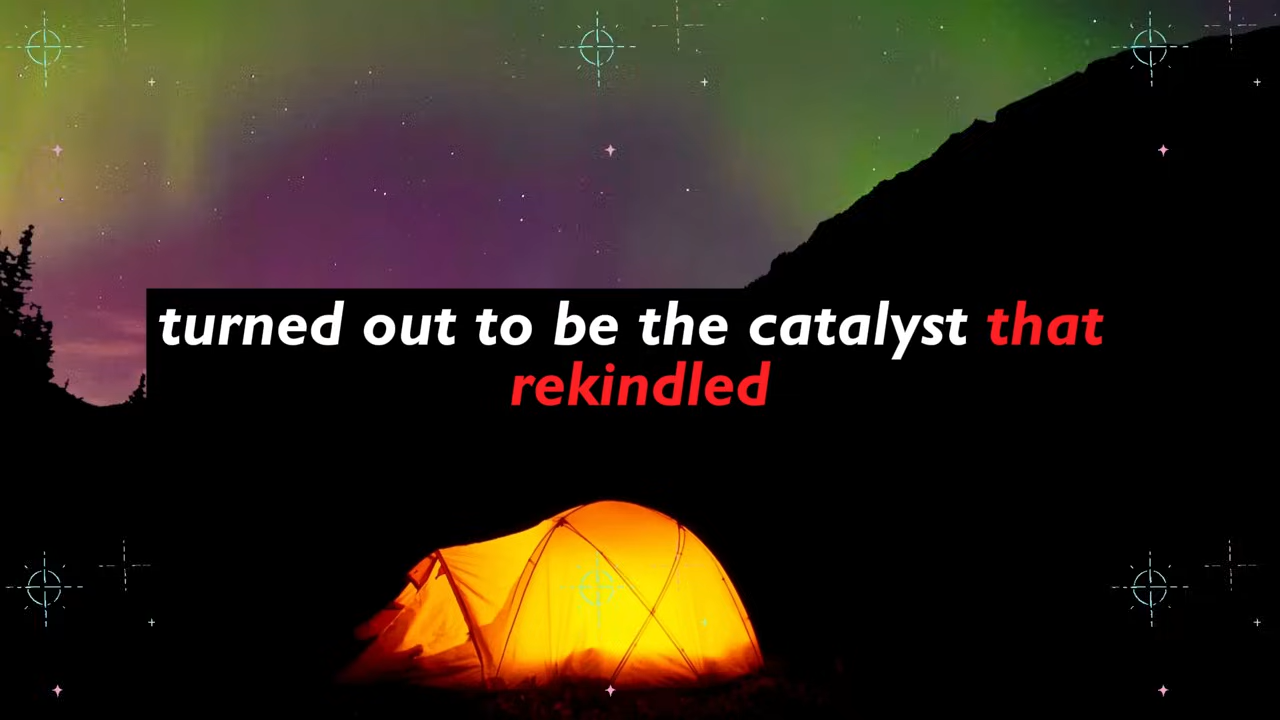 turned out to be the catalyst that
rekindled